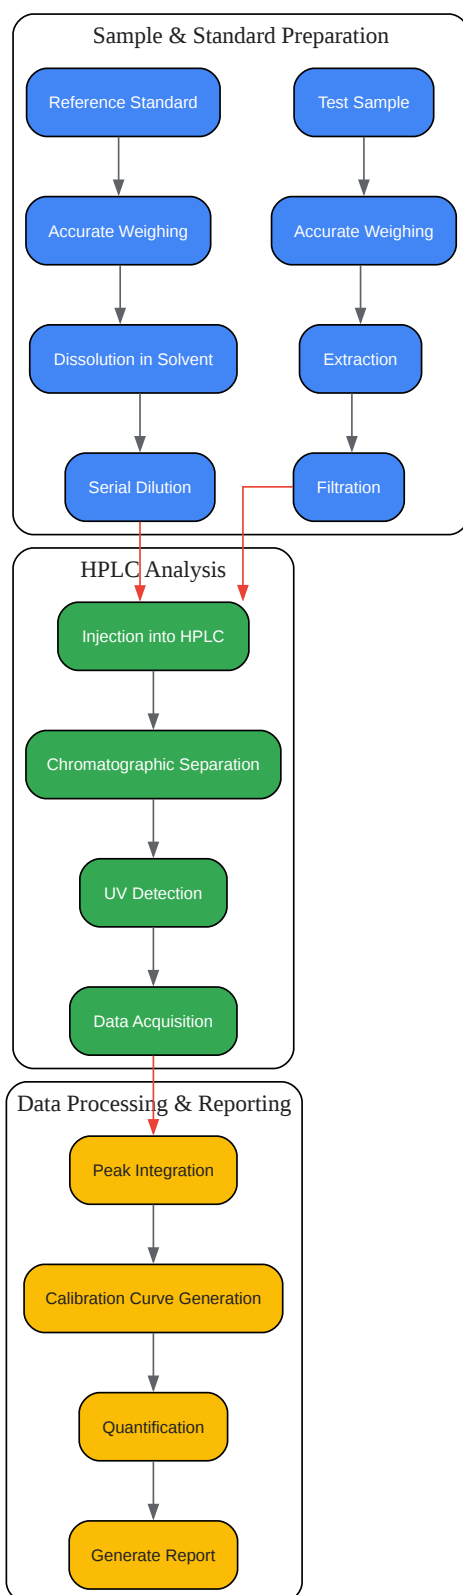 Sample & Standard Preparation
Reference Standard
Test Sample
Accurate Weighing
Accurate Weighing
Dissolution in Solvent
Extraction
Serial Dilution
Filtration
HPLC Analysis
Injection into HPLC
Chromatographic Separation
UV Detection
Data Acquisition
Data Processing & Reporting
Peak Integration
Calibration Curve Generation
Quantification
Generate Report